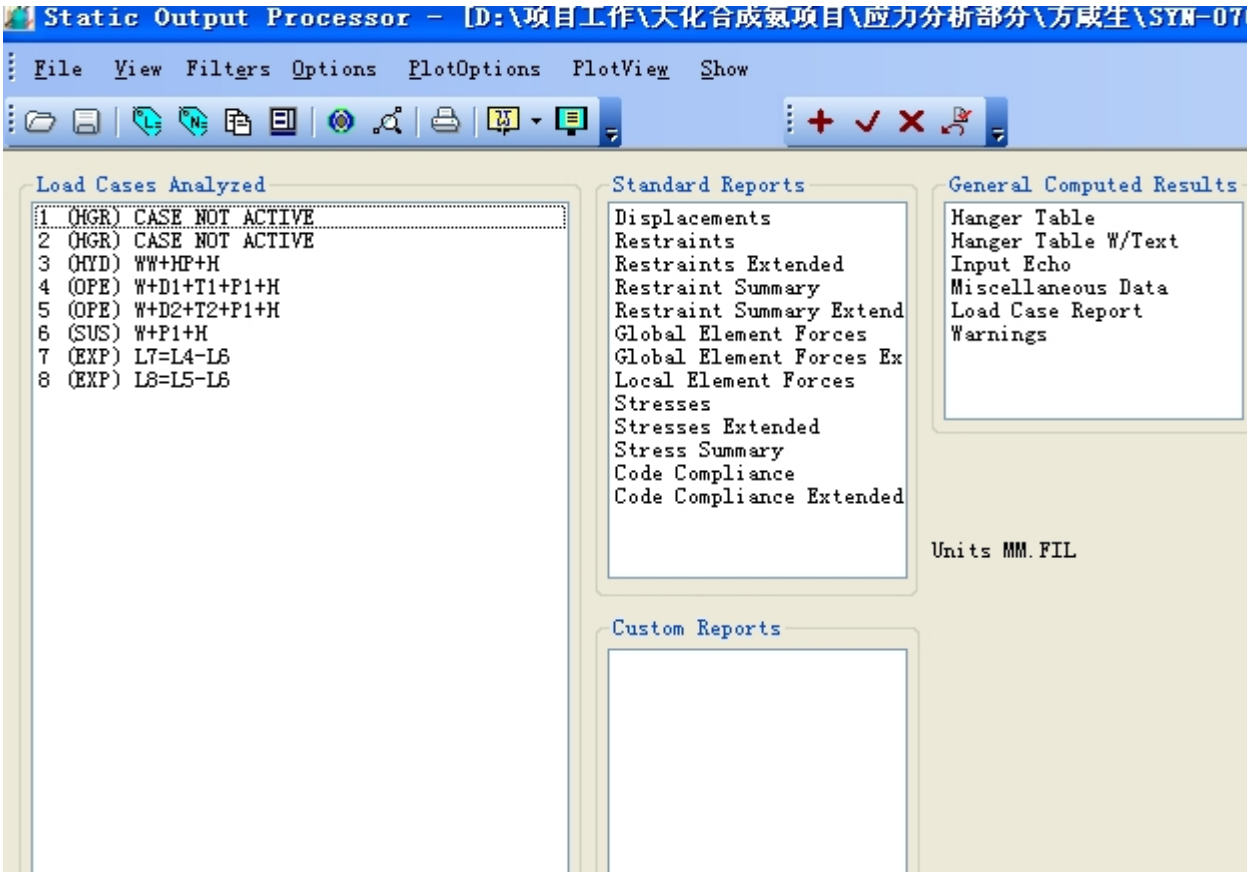 Static Output Processor - [D:\项目工作\大化合成氨项目\应力分析部分\方咸生\SYN-070
File View Filters Options PlotOptions PlotView Show
Load Cases Analyzed
1 (HGR) CASE NOT ACTIVE
2 (HGR) CASE NOT ACTIVE
3 (HYD) WW+HP+H
4 (OPE) W+D1+T1+P1+H
5 (OPE) W+D2+T2+P1+H
6 (SUS) W+P1+H
7 (EXP) L7=L4-L6
8 (EXP) L8=L5-L6
Standard Reports
Displacements
Restraints
Restraints Extended
Restraint Summary
Restraint Summary Extend
Global Element Forces
Global Element Forces Ex
Local Element Forces
Stresses
Stresses Extended
Stress Summary
Code Compliance
Code Compliance Extended
General Computed Results
Hanger Table
Hanger Table W/Text
Input Echo
Miscellaneous Data
Load Case Report
Warnings
Units MM.FIL
Custom Reports